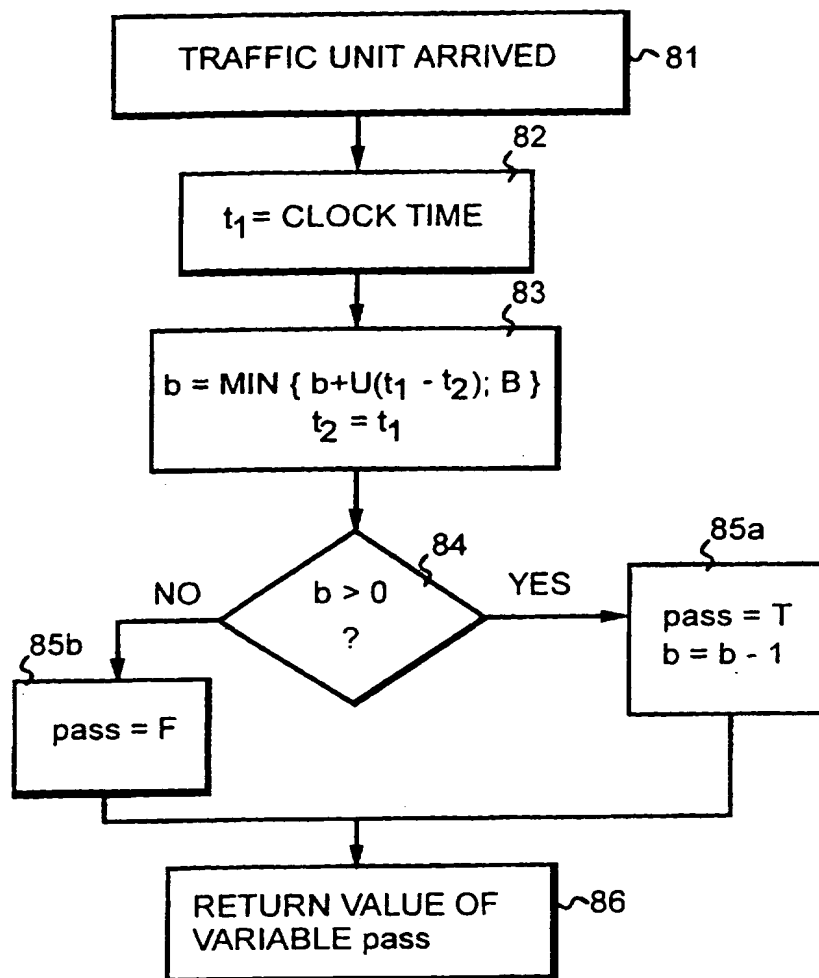 TRAFFIC UNIT ARRIVED
81
82
t₁ = CLOCK TIME
83
b = MIN { b+U(t₁ - t₂); B }
t₂ = t₁
84
b > 0
?
NO
YES
85a
pass = T
b = b - 1
85b
pass = F
RETURN VALUE OF
VARIABLE pass
86